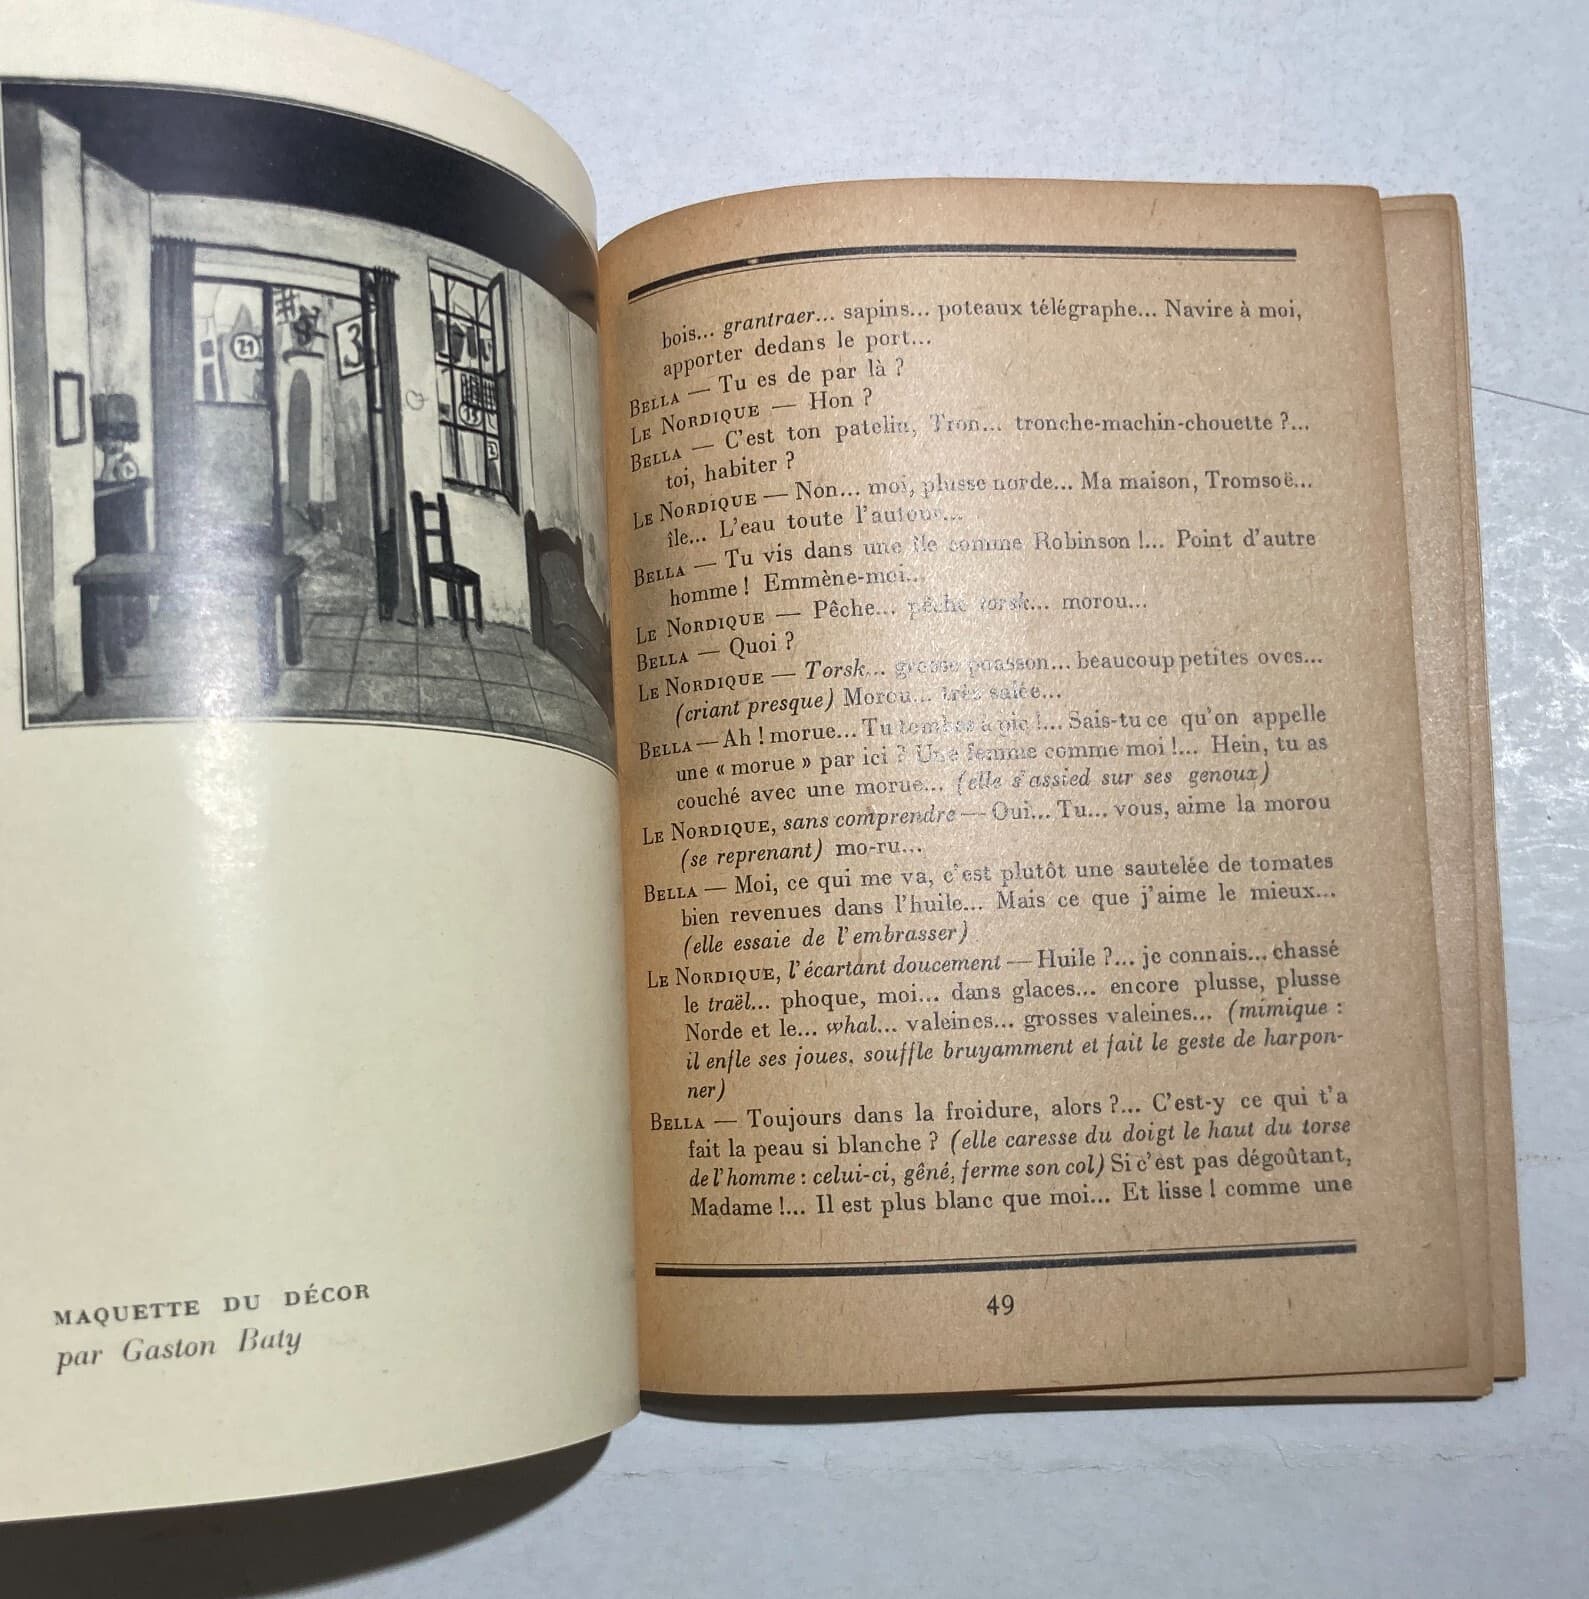 21
3
15
2
MAQUETTE DU DÉCOR
par Gaston Baty
bois... grantraer... sapins... poteaux télégraphe... Navire à moi,
apporter dedans le port...
BELLA — Tu es de par là ?
LE NORDIQUE — Hon ?
BELLA — C'est ton patelin, Tron... tronche-machin-chouette ?...
toi, habiter ?
LE NORDIQUE — Non... moi, plusse norde... Ma maison, Tromsoë...
île... L'eau toute l'autour...
BELLA — Tu vis dans une île comme Robinson !... Point d'autre
homme ! Emmène-moi...
LE NORDIQUE — Pêche... pêche torsk... morou...
BELLA — Quoi ?
LE NORDIQUE — Torsk... grosse poasson... beaucoup petites oves...
(criant presque) Morou... très salée...
BELLA — Ah ! morue... Tu tombes à pic !... Sais-tu ce qu'on appelle
une « morue » par ici ? Une femme comme moi !... Hein, tu as
couché avec une morue... (elle s'assied sur ses genoux)
LE NORDIQUE, sans comprendre — Oui... Tu... vous, aime la morou
(se reprenant) mo-ru...
BELLA — Moi, ce qui me va, c'est plutôt une sautelée de tomates
bien revenues dans l'huile... Mais ce que j'aime le mieux...
(elle essaie de l'embrasser)
LE NORDIQUE, l'écartant doucement — Huile ?... je connais... chassé
le traël... phoque, moi... dans glaces... encore plusse, plusse
Norde et le... whal... valeines... grosses valeines... (mimique :
il enfle ses joues, souffle bruyamment et fait le geste de harpon-
ner)
BELLA — Toujours dans la froidure, alors ?... C'est-y ce qui t'a
fait la peau si blanche ? (elle caresse du doigt le haut du torse
de l'homme : celui-ci, gêné, ferme son col) Si c'est pas dégoûtant,
Madame !... Il est plus blanc que moi... Et lisse ! comme une
49